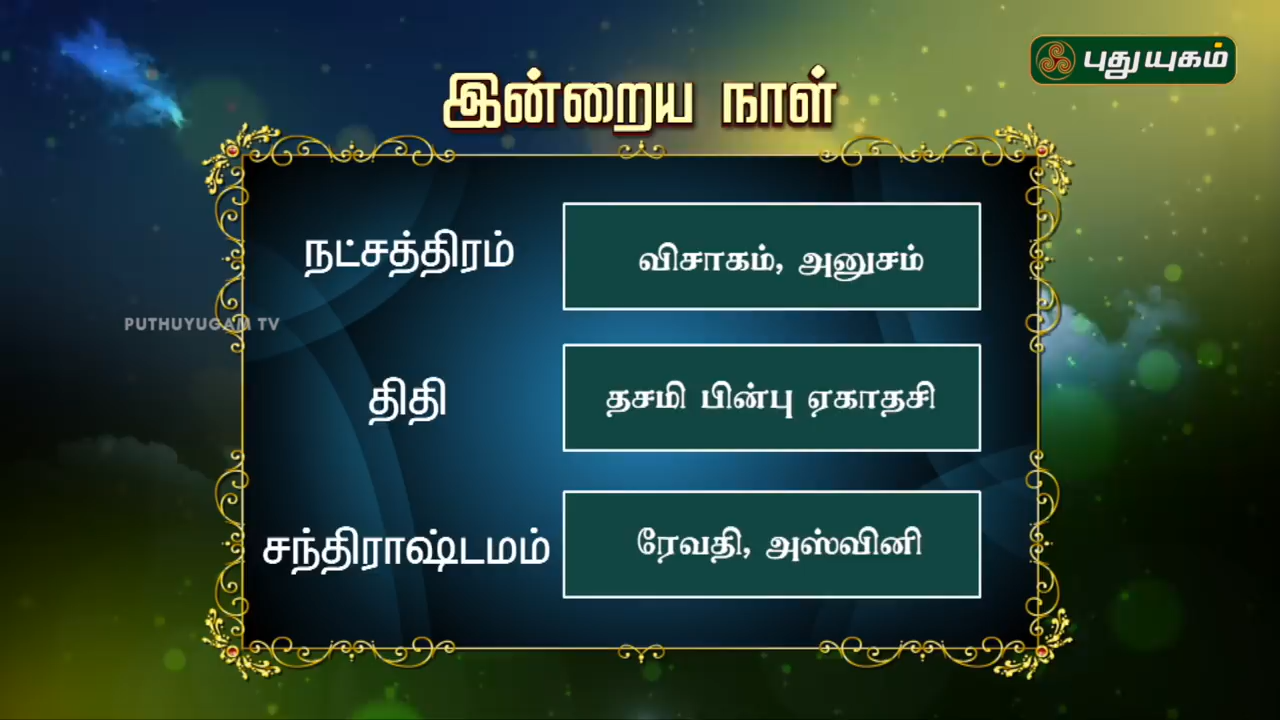 புதுயுகம்
இன்றைய நாள்
நட்சத்திரம்
விசாகம், அனுசம்
PUTHUYUGAM TV
திதி
தசமி பின்பு ஏகாதசி
சந்திராஷ்டமம்
ரேவதி, அஸ்வினி